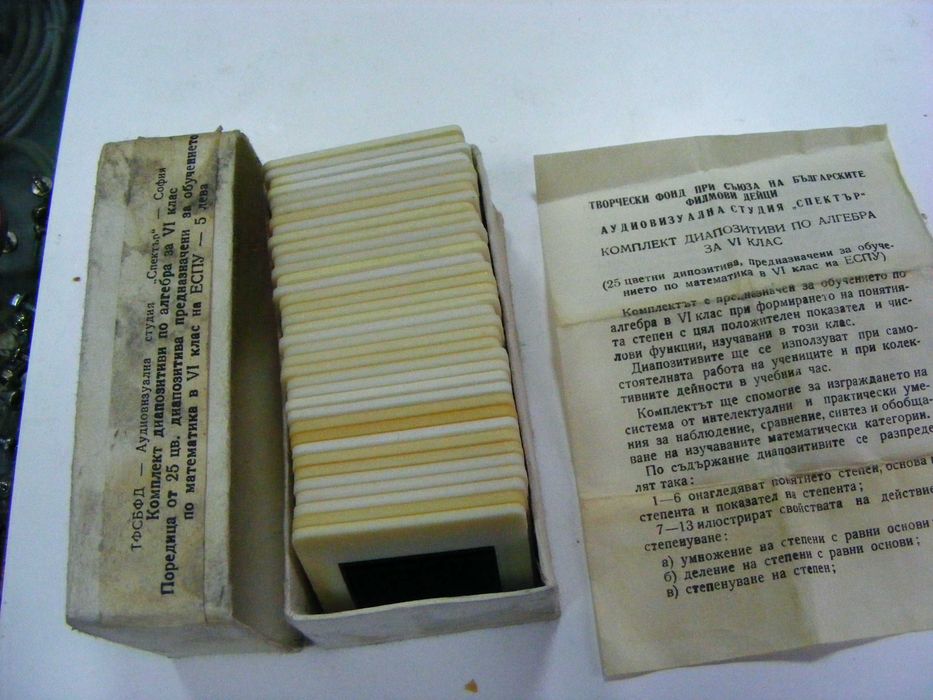 ТФСБФД — Аудиовизуална студия „Спектър“ — София
Комплект диапозитиви по алгебра за VI клас
Поредица от 25 цв. диапозитива предназначени за обучението
по математика в VI клас на ЕСПУ — 5 лева
ТВОРЧЕСКИ ФОНД ПРИ СЪЮЗА НА БЪЛГАРСКИТЕ
ФИЛМОВИ ДЕЙЦИ
АУДИОВИЗУАЛНА СТУДИЯ „СПЕКТЪР“
КОМПЛЕКТ ДИАПОЗИТИВИ ПО АЛГЕБРА
ЗА VI КЛАС
(25 цветни дипозитива, предназначени за обуче-
нието по математика в VI клас на ЕСПУ)
Комплектът е предназначен за обучението по
алгебра в VI клас при формирането на понятия-
та степен с цял положителен показател и чис-
лови функции, изучавани в този клас.
Диапозитивите ще се използуват при само-
стоятелната работа на учениците и при колек-
тивните дейности в учебния час.
Комплектът ще спомогне за изграждането на
система от интелектуални и практически уме-
ния за наблюдение, сравнение, синтез и обобща-
ване на изучаваните математически категории.
По съдържание диапозитивите се разпреде
лят така:
1—6 онагледяват понятието степен, основа н
степента и показател на степента;
7—13 илюстрират свойствата на действие
степенуване:
а) умножение на степени с равни основи
б) деление на степени с равни основи;
в) степенуване на степен;